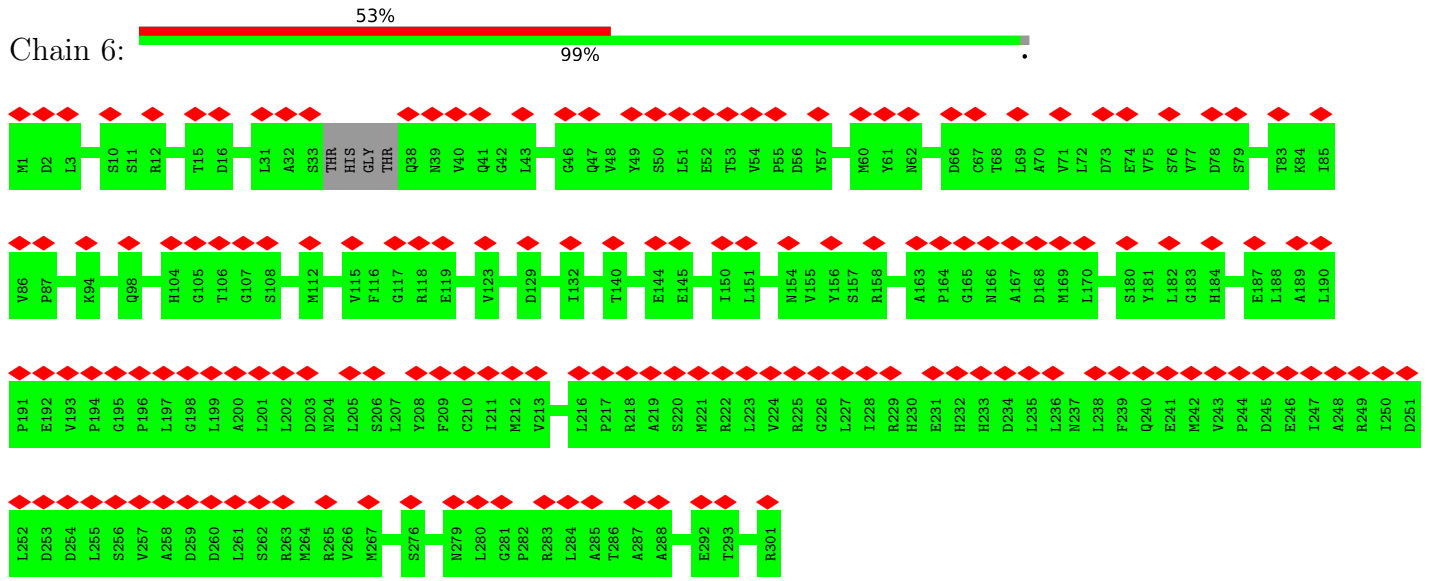 53%
Chain 6:
99%
.
M1 D2 L3 S10 S11 R12 T15 D16 L31 A32 S33 THR HIS GLY THR Q38 N39 V40 Q41 G42 L43 G46 Q47 V48 Y49 S50 L51 E52 T53 V54 P55 D56 Y57 M60 Y61 N62 D66 C67 T68 L69 A70 V71 L72 D73 E74 V75 S76 V77 D78 S79 T83 K84 I85
V86 P87 K94 Q98 H104 G105 T106 G107 S108 M112 V115 F116 G117 R118 E119 V123 D129 I132 T140 E144 E145 I150 L151 N154 V155 Y156 S157 R158 A163 P164 G165 N166 A167 D168 M169 L170 S180 Y181 L182 G183 H184 E187 L188 A189 L190
P191 E192 V193 P194 G195 P196 L197 G198 L199 A200 L201 L202 D203 N204 L205 S206 L207 Y208 F209 C210 I211 M212 V213 L216 P217 R218 A219 S220 M221 R222 L223 V224 R225 G226 L227 I228 R229 H230 E231 H232 H233 D234 L235 L236 N237 L238 F239 Q240 E241 M242 V243 P244 D245 E246 I247 A248 R249 I250 D251
L252 D253 D254 L255 S256 V257 A258 D259 D260 L261 S262 R263 M264 R265 V266 M267 S276 N279 L280 G281 P282 R283 L284 A285 T286 A287 A288 E292 T293 R301